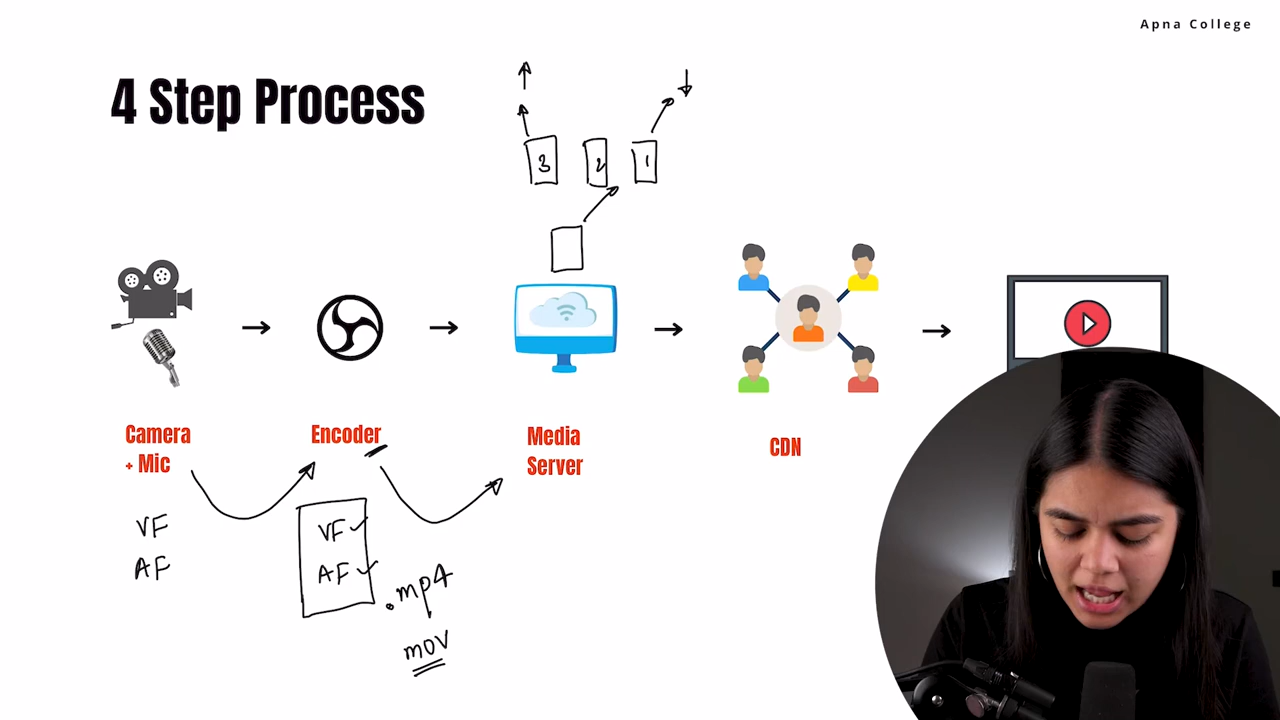 Apna College
4 Step Process
3 2 1
Camera
+ Mic
Encoder
Media
Server
CDN
VF
AF
VF
AF
.mp4
mov